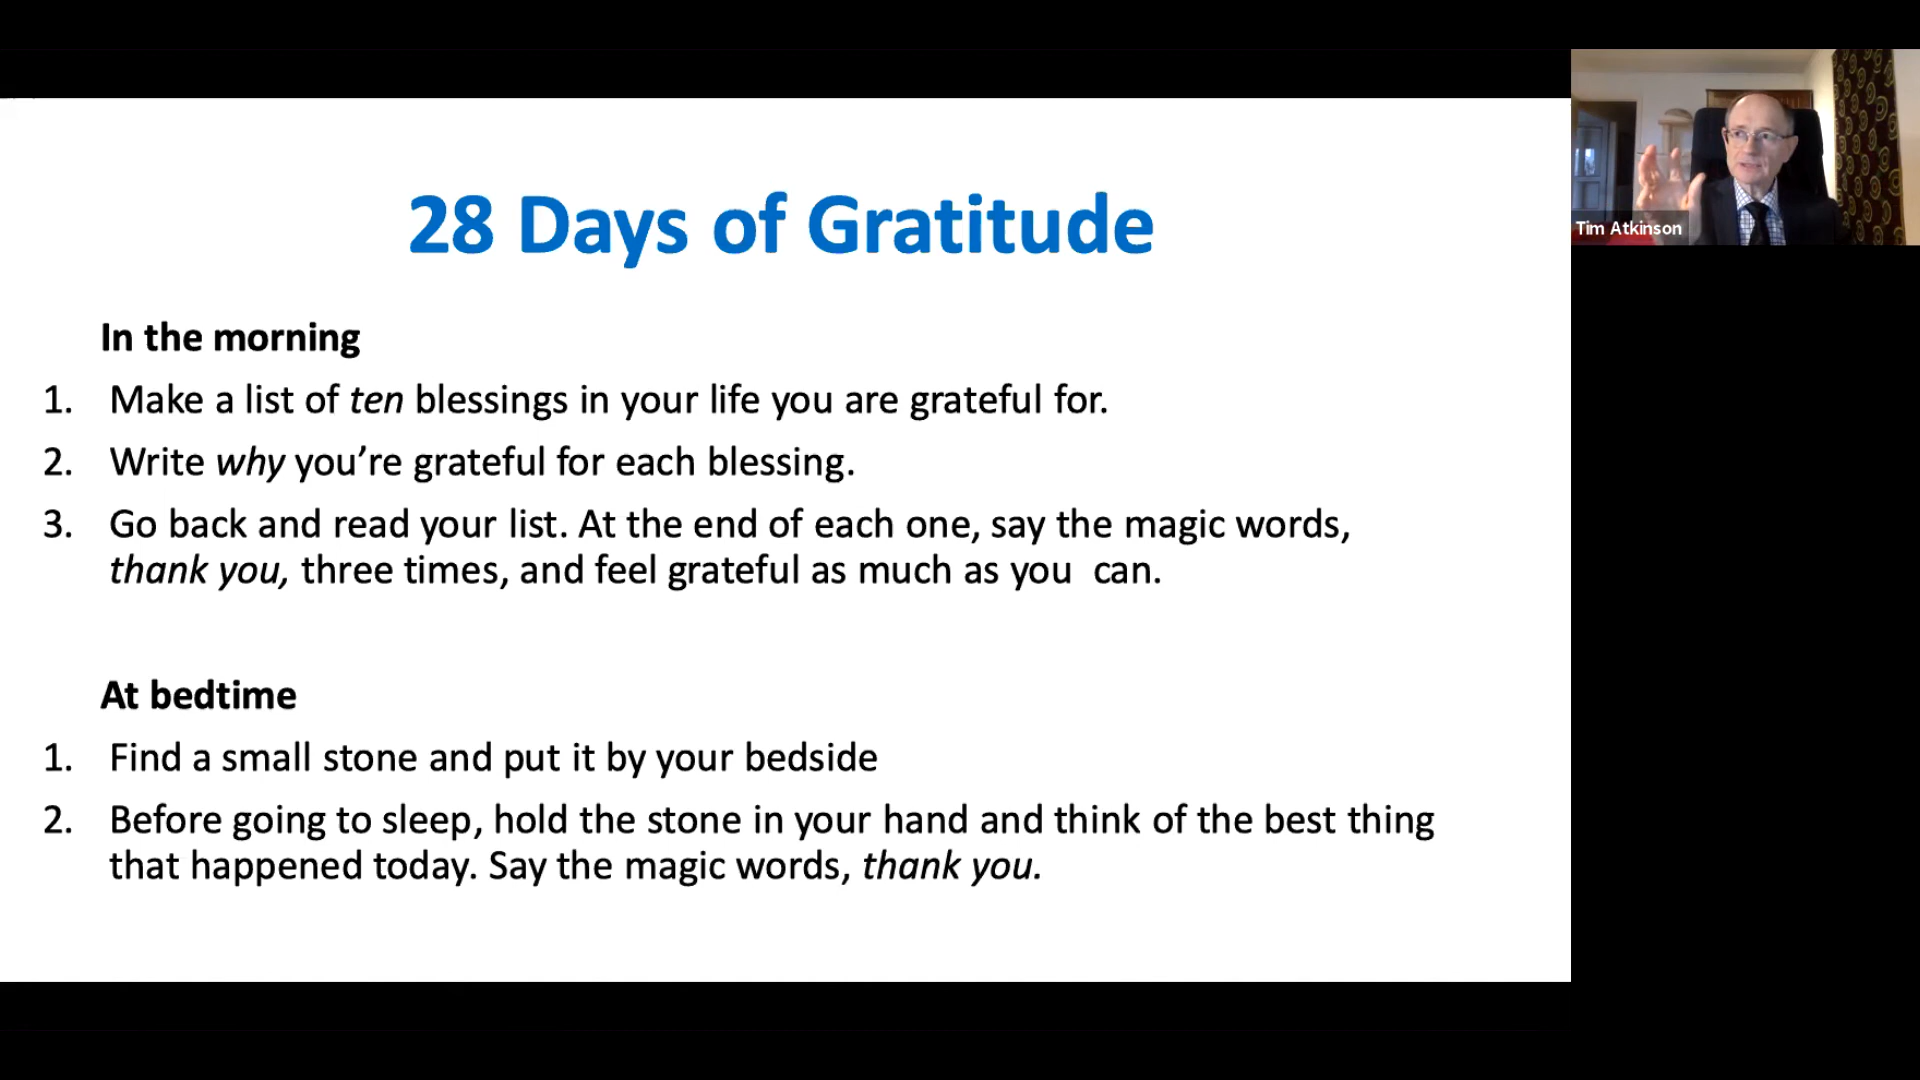 28 Days of Gratitude
In the morning
1. Make a list of ten blessings in your life you are grateful for.
2. Write why you’re grateful for each blessing.
3. Go back and read your list. At the end of each one, say the magic words,
thank you, three times, and feel grateful as much as you  can.
At bedtime
1. Find a small stone and put it by your bedside
2. Before going to sleep, hold the stone in your hand and think of the best thing
that happened today. Say the magic words, thank you.
Tim Atkinson